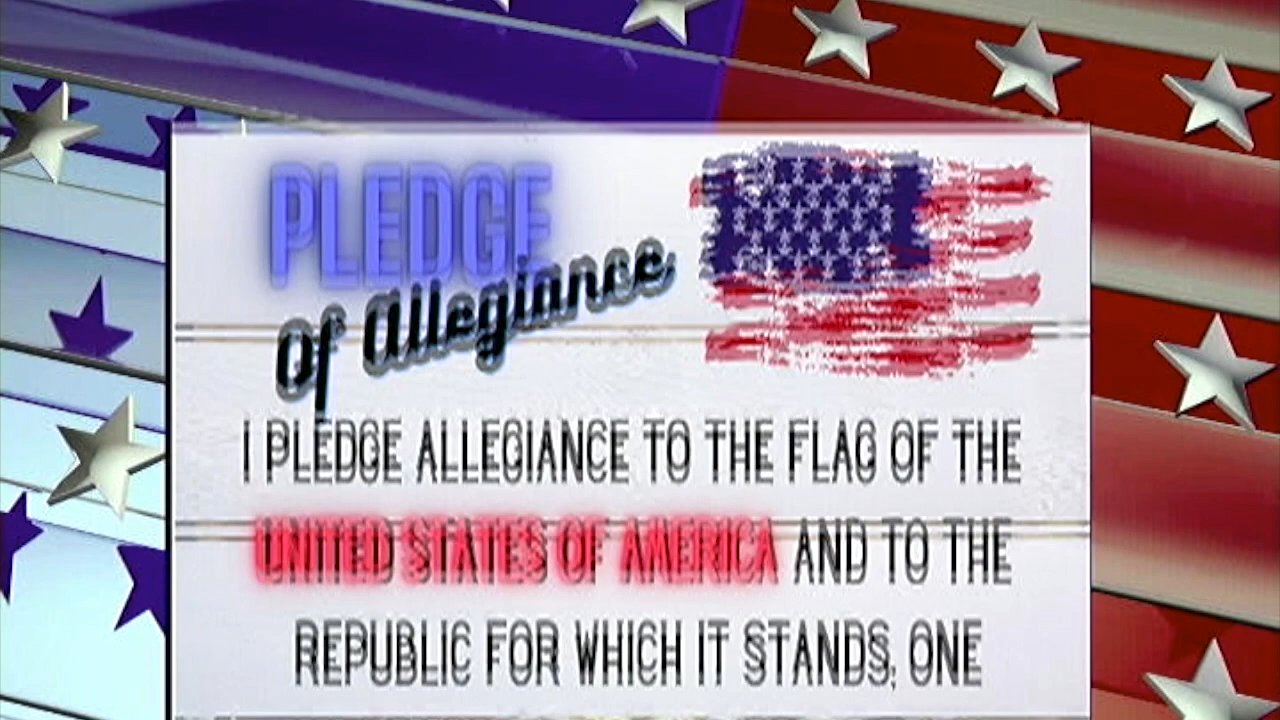 PLEDGE
of Allegiance
I PLEDGE ALLEGIANCE TO THE FLAG OF THE
UNITED STATES OF AMERICA AND TO THE
REPUBLIC FOR WHICH IT STANDS, ONE